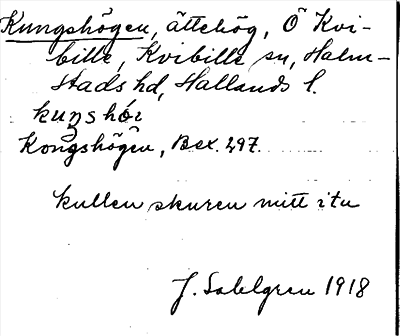 Kungshögen, ättehög, Ö Kvi-
bille, Kvibille sn, Halm-
stads hd, Hallands l.
kuŋshör
Kongshögen, Bex. 297.
kullen skuren mitt itu
J. Sahlgren 1918